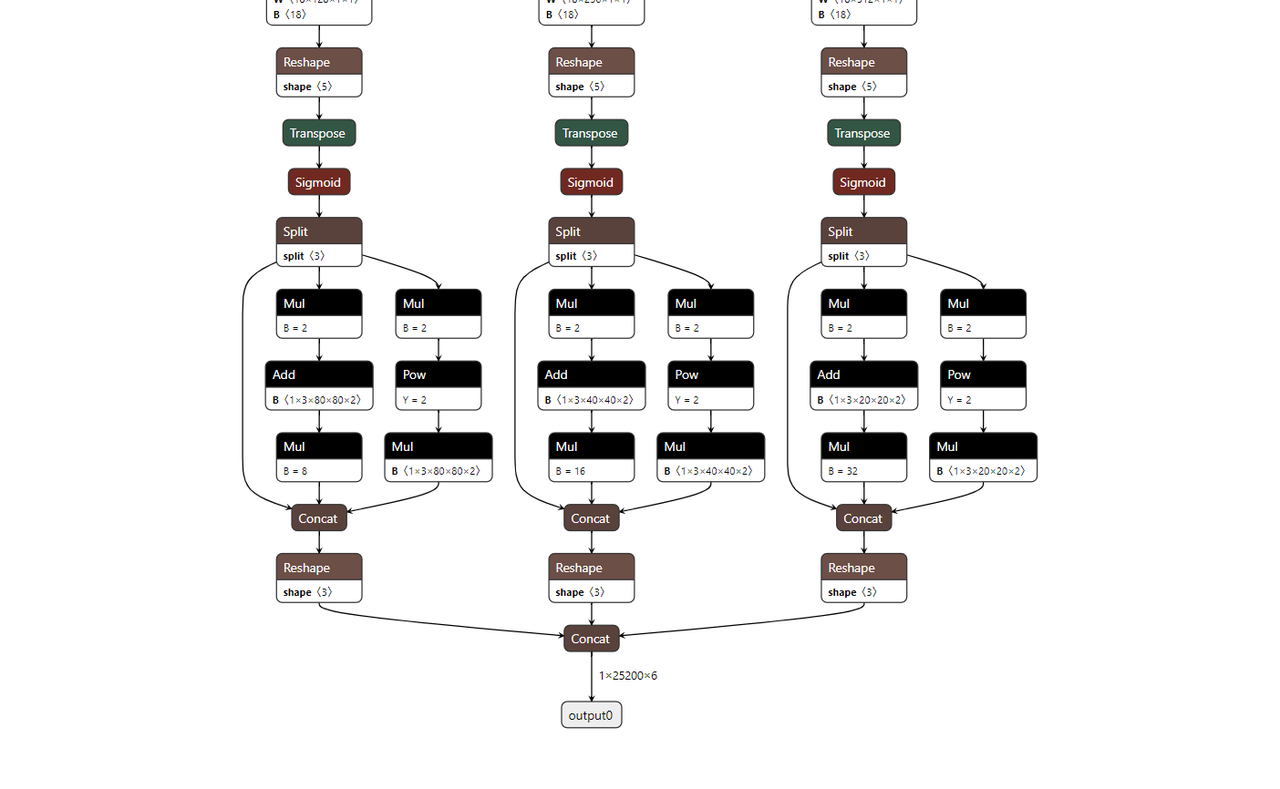 B ⟨18⟩ B ⟨18⟩ B ⟨18⟩
Reshape Reshape Reshape
shape ⟨5⟩ shape ⟨5⟩ shape ⟨5⟩
Transpose Transpose Transpose
Sigmoid Sigmoid Sigmoid
Split Split Split
split ⟨3⟩ split ⟨3⟩ split ⟨3⟩
Mul Mul Mul Mul Mul Mul
B = 2 B = 2 B = 2 B = 2 B = 2 B = 2
Add Pow Add Pow Add Pow
B ⟨1×3×80×80×2⟩ Y = 2 B ⟨1×3×40×40×2⟩ Y = 2 B ⟨1×3×20×20×2⟩ Y = 2
Mul Mul Mul Mul Mul Mul
B = 8 B ⟨1×3×80×80×2⟩ B = 16 B ⟨1×3×40×40×2⟩ B = 32 B ⟨1×3×20×20×2⟩
Concat Concat Concat
Reshape Reshape Reshape
shape ⟨3⟩ shape ⟨3⟩ shape ⟨3⟩
Concat
1×25200×6
output0